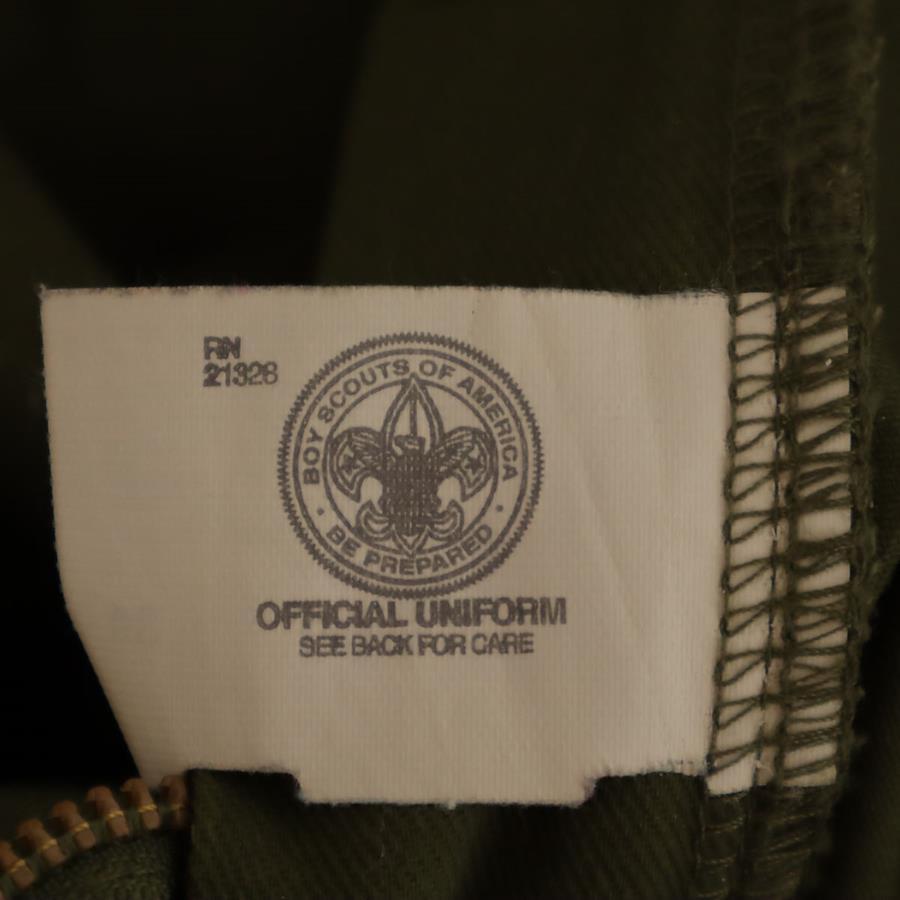 RN
21328
BOY SCOUTS OF AMERICA
• BE PREPARED •
OFFICIAL UNIFORM
SEE BACK FOR CARE